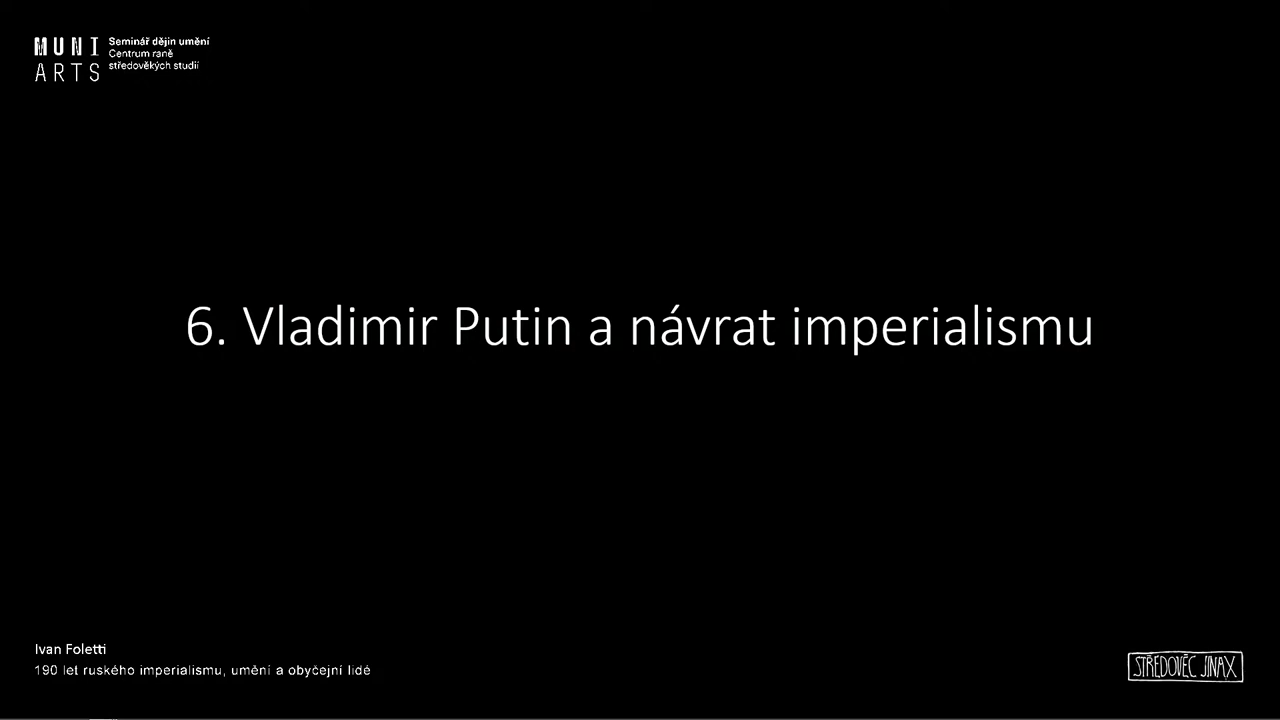 MUNI
ARTS
Seminář dějin umění
Centrum raně
středověkých studií
6. Vladimir Putin a návrat imperialismu
Ivan Foletti
190 let ruského imperialismu, umění a obyčejní lidé
STŘEDOVĚC JINAX